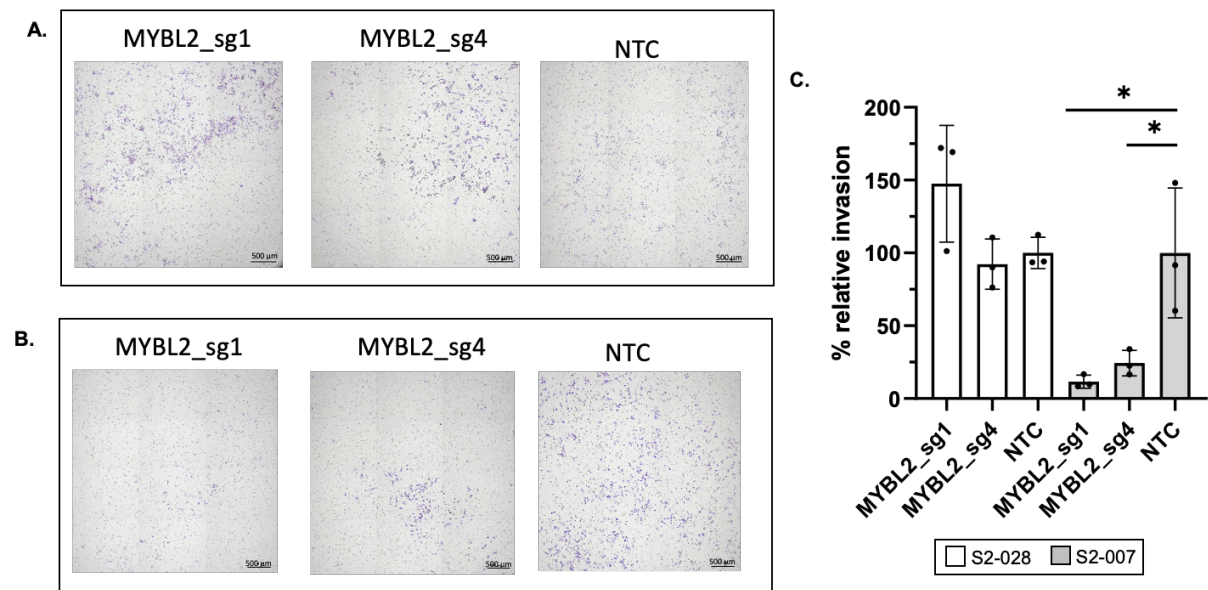 A.
MYBL2_sg1 MYBL2_sg4 NTC
500 µm 500 µm 500 µm
B.
MYBL2_sg1 MYBL2_sg4 NTC
500 µm 500 µm 500 µm
C.
* 
*
% relative invasion
200
150
100
50
0
MYBL2_sg1 MYBL2_sg4 NTC MYBL2_sg1 MYBL2_sg4 NTC
S2-028 S2-007